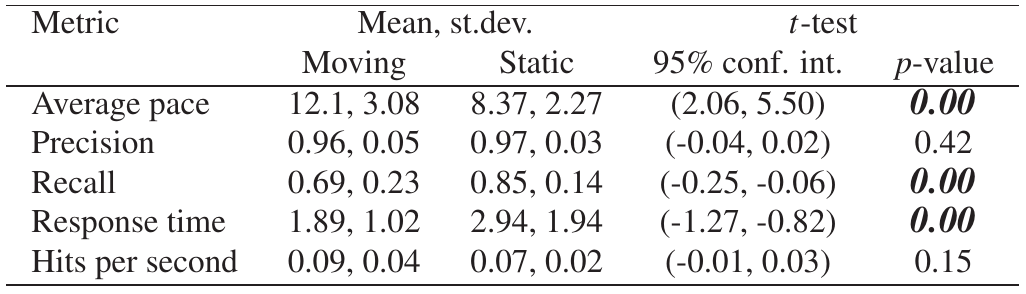 Metric Mean, st.dev. t-test
Moving Static 95% conf. int. p-value
Average pace 12.1, 3.08 8.37, 2.27 (2.06, 5.50) 0.00
Precision 0.96, 0.05 0.97, 0.03 (-0.04, 0.02) 0.42
Recall 0.69, 0.23 0.85, 0.14 (-0.25, -0.06) 0.00
Response time 1.89, 1.02 2.94, 1.94 (-1.27, -0.82) 0.00
Hits per second 0.09, 0.04 0.07, 0.02 (-0.01, 0.03) 0.15